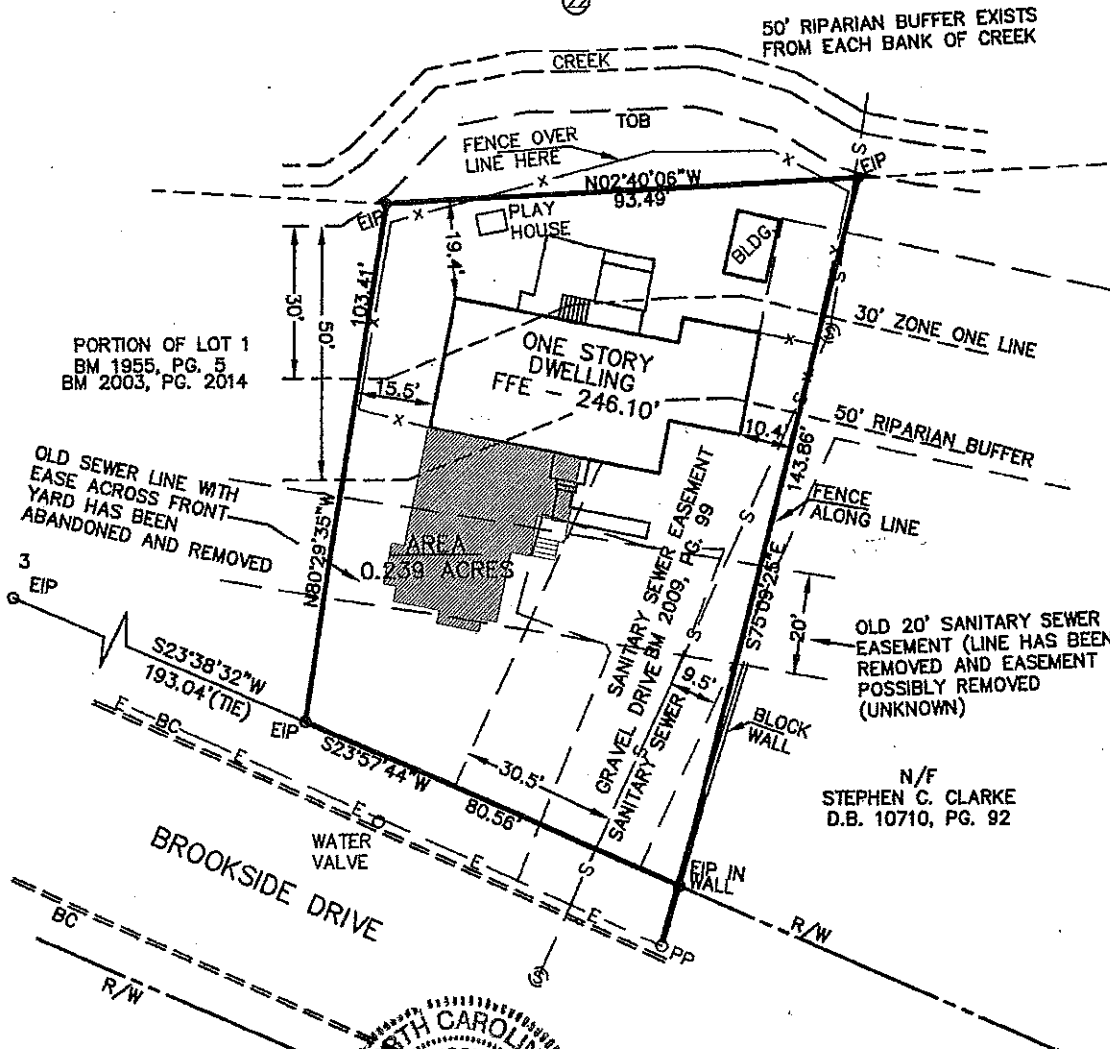 22
50' RIPARIAN BUFFER EXISTS
FROM EACH BANK OF CREEK
CREEK
TOB
FENCE OVER
LINE HERE
S
EIP
N02°40'06"W
93.49'
EIP
PLAY
HOUSE
BLDG.
19.4'
103.41'
30'
50'
30' ZONE ONE LINE
PORTION OF LOT 1
BM 1955, PG. 5
BM 2003, PG. 2014
ONE STORY
DWELLING
FFE - 246.10'
15.5'
10.4'
50' RIPARIAN BUFFER
143.86'
OLD SEWER LINE WITH
EASE ACROSS FRONT
YARD HAS BEEN
ABANDONED AND REMOVED
FENCE
ALONG LINE
AREA
0.239 ACRES
N80°29'35"W
S75°09'25"E
SANITARY SEWER EASEMENT
GRAVEL DRIVE BM 2009, PG. 99
SANITARY SEWER
20'
OLD 20' SANITARY SEWER
EASEMENT (LINE HAS BEEN
REMOVED AND EASEMENT
POSSIBLY REMOVED
(UNKNOWN)
3
EIP
S23°38'32"W
193.04'(TIE)
EIP
9.5'
BLOCK
WALL
S23°57'44"W
80.56'
30.5'
N/F
STEPHEN C. CLARKE
D.B. 10710, PG. 92
E
BC
E
E
E
E
WATER
VALVE
BROOKSIDE DRIVE
EIP IN
WALL
PP
R/W
BC
R/W
S
RTH CAROLIN